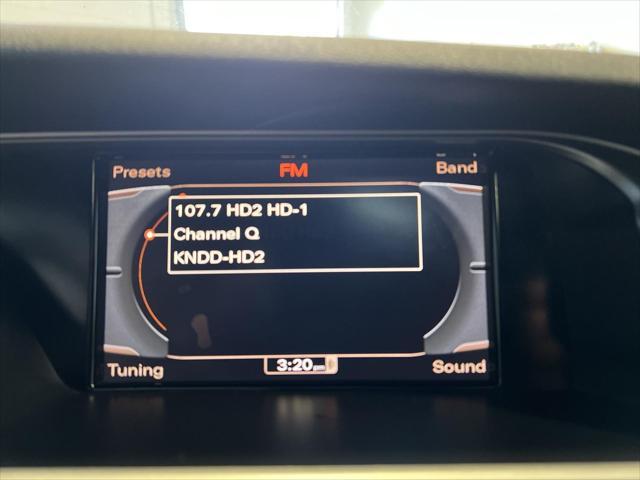 Presets FM Band
107.7 HD2 HD-1
Channel Q
KNDD-HD2
Tuning 3:20pm Sound